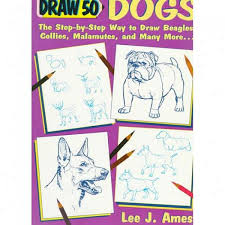 DRAW 50 DOGS
The Step-by-Step Way to Draw Beagles
Collies, Malamutes, and Many More...
Lee J. Ames